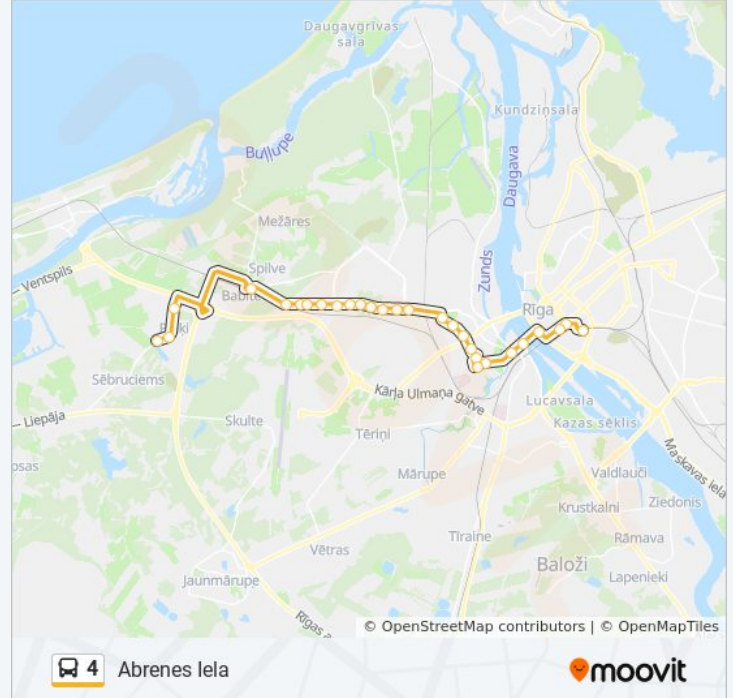 Daugavgrīvas
sala
Kundziņsala
Buļļupe
Daugava
Mežāres
Ventspils
Spilve
Zunds
Babīte
Rīga
Piņķi
Sēbruciems
Kārļa Ulmaņa gatve
Lucavsala
Liepāja
Skulte
Kazas sēklis
Tēriņi
Maskavas iela
Mārupe
Valdlauči
Ziedonis
Krustkalni
Tīraine
Rāmava
Vētras
Baloži
Lapenieki
Jaunmārupe
Rīgas a
© OpenStreetMap contributors | © OpenMapTiles
4 Abrenes Iela
moovit